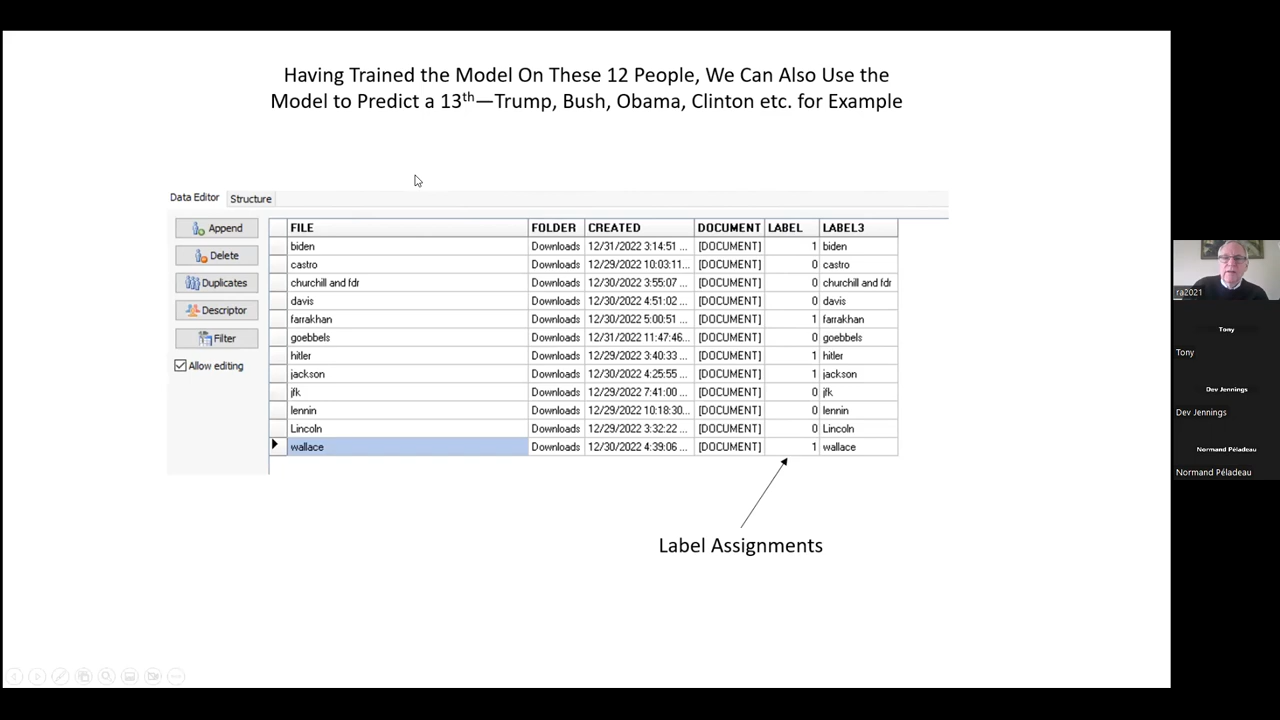 Having Trained the Model On These 12 People, We Can Also Use the
Model to Predict a 13th—Trump, Bush, Obama, Clinton etc. for Example
Data Editor Structure
Append
Delete
Duplicates
Descriptor
Filter
Allow editing
FILE FOLDER CREATED DOCUMENT LABEL LABEL3
biden Downloads 12/31/2022 3:14:51 ... [DOCUMENT] 1 biden
castro Downloads 12/29/2022 10:03:11... [DOCUMENT] 0 castro
churchill and fdr Downloads 12/30/2022 3:55:07 ... [DOCUMENT] 0 churchill and fdr
davis Downloads 12/30/2022 4:51:02 ... [DOCUMENT] 0 davis
farrakhan Downloads 12/30/2022 5:00:51 ... [DOCUMENT] 1 farrakhan
goebbels Downloads 12/31/2022 11:47:46... [DOCUMENT] 0 goebbels
hitler Downloads 12/29/2022 3:40:33 ... [DOCUMENT] 1 hitler
jackson Downloads 12/30/2022 4:25:55 ... [DOCUMENT] 1 jackson
jfk Downloads 12/29/2022 7:41:00 ... [DOCUMENT] 0 jfk
lennin Downloads 12/29/2022 10:18:30... [DOCUMENT] 0 lennin
Lincoln Downloads 12/29/2022 3:32:22 ... [DOCUMENT] 0 Lincoln
wallace Downloads 12/30/2022 4:39:06 ... [DOCUMENT] 1 wallace
Label Assignments
ra2021
Tony
Tony
Dev Jennings
Dev Jennings
Normand Péladeau
Normand Péladeau